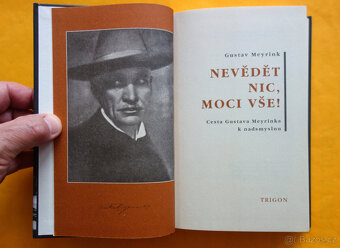 Gustav Meyrink
NEVĚDĚT
NIC,
MOCI VŠE!
Cesta Gustava Meyrinka
k nadsmyslnu
TRIGON